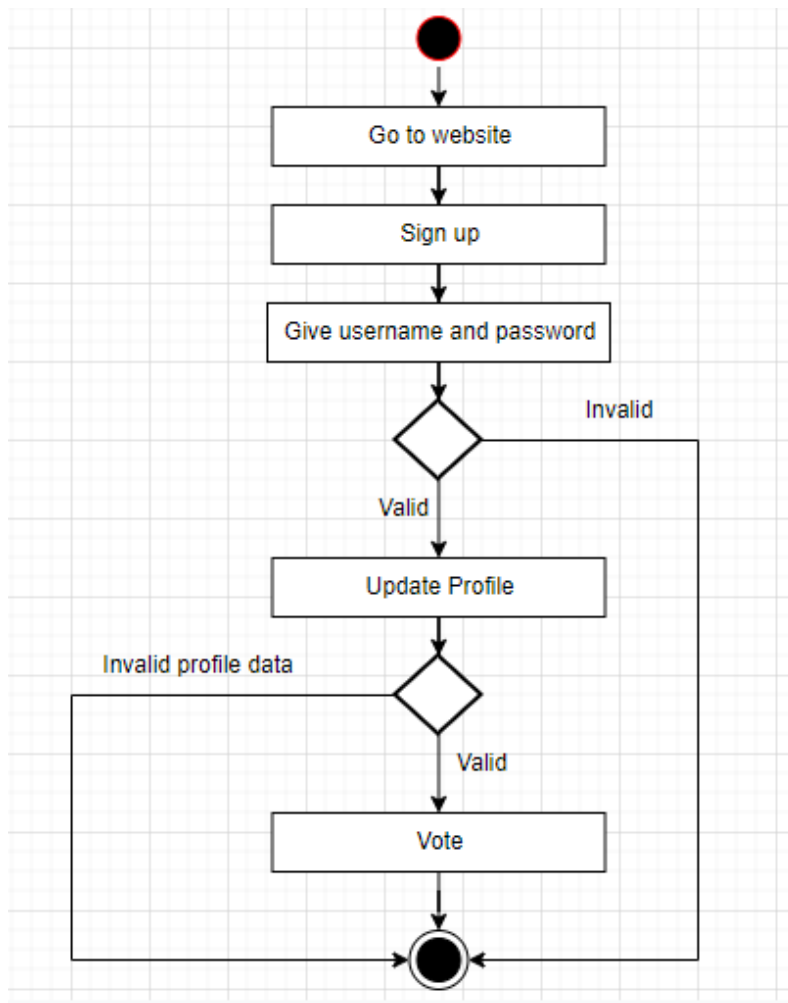 Go to website
Sign up
Give username and password
Invalid
Valid
Update Profile
Invalid profile data
Valid
Vote